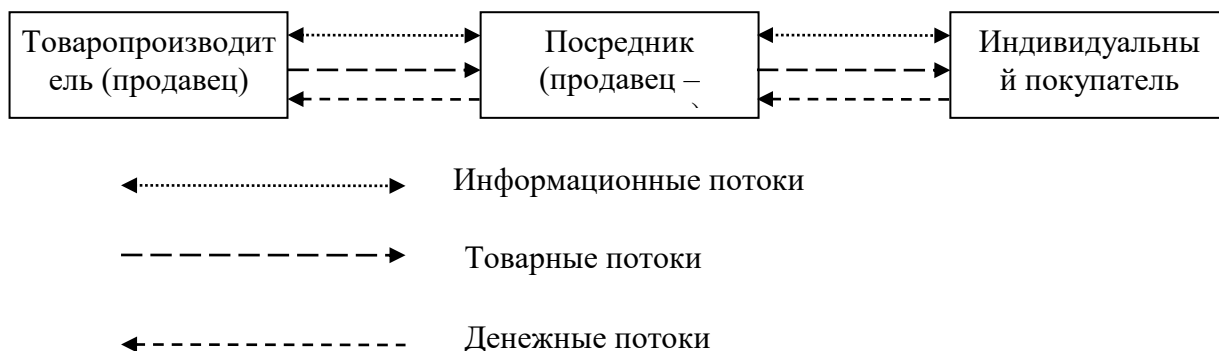 Товаропроизводит
ель (продавец)
Посредник
(продавец –
Индивидуальны
й покупатель
Информационные потоки
Товарные потоки
Денежные потоки